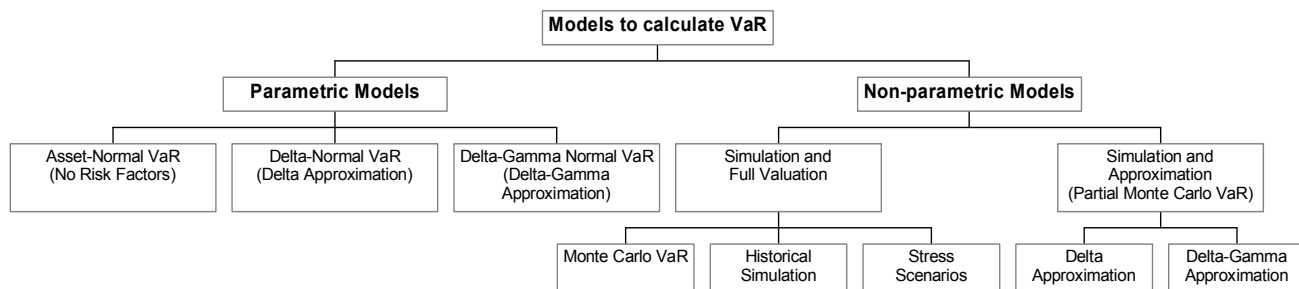 Models to calculate VaR
Parametric Models
Non-parametric Models
Asset-Normal VaR
(No Risk Factors)
Delta-Normal VaR
(Delta Approximation)
Delta-Gamma Normal VaR
(Delta-Gamma
Approximation)
Simulation and
Full Valuation
Simulation and
Approximation
(Partial Monte Carlo VaR)
Monte Carlo VaR
Historical
Simulation
Stress
Scenarios
Delta
Approximation
Delta-Gamma
Approximation